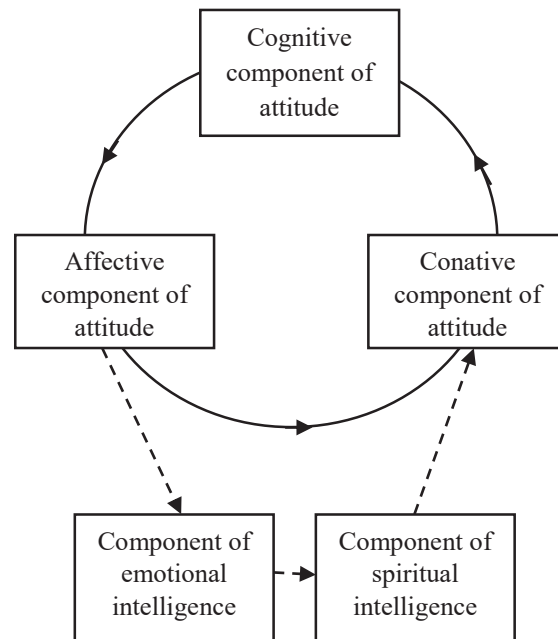 Cognitive
component of
attitude
Affective
component of
attitude
Conative
component of
attitude
Component of
emotional
intelligence
Component of
spiritual
intelligence